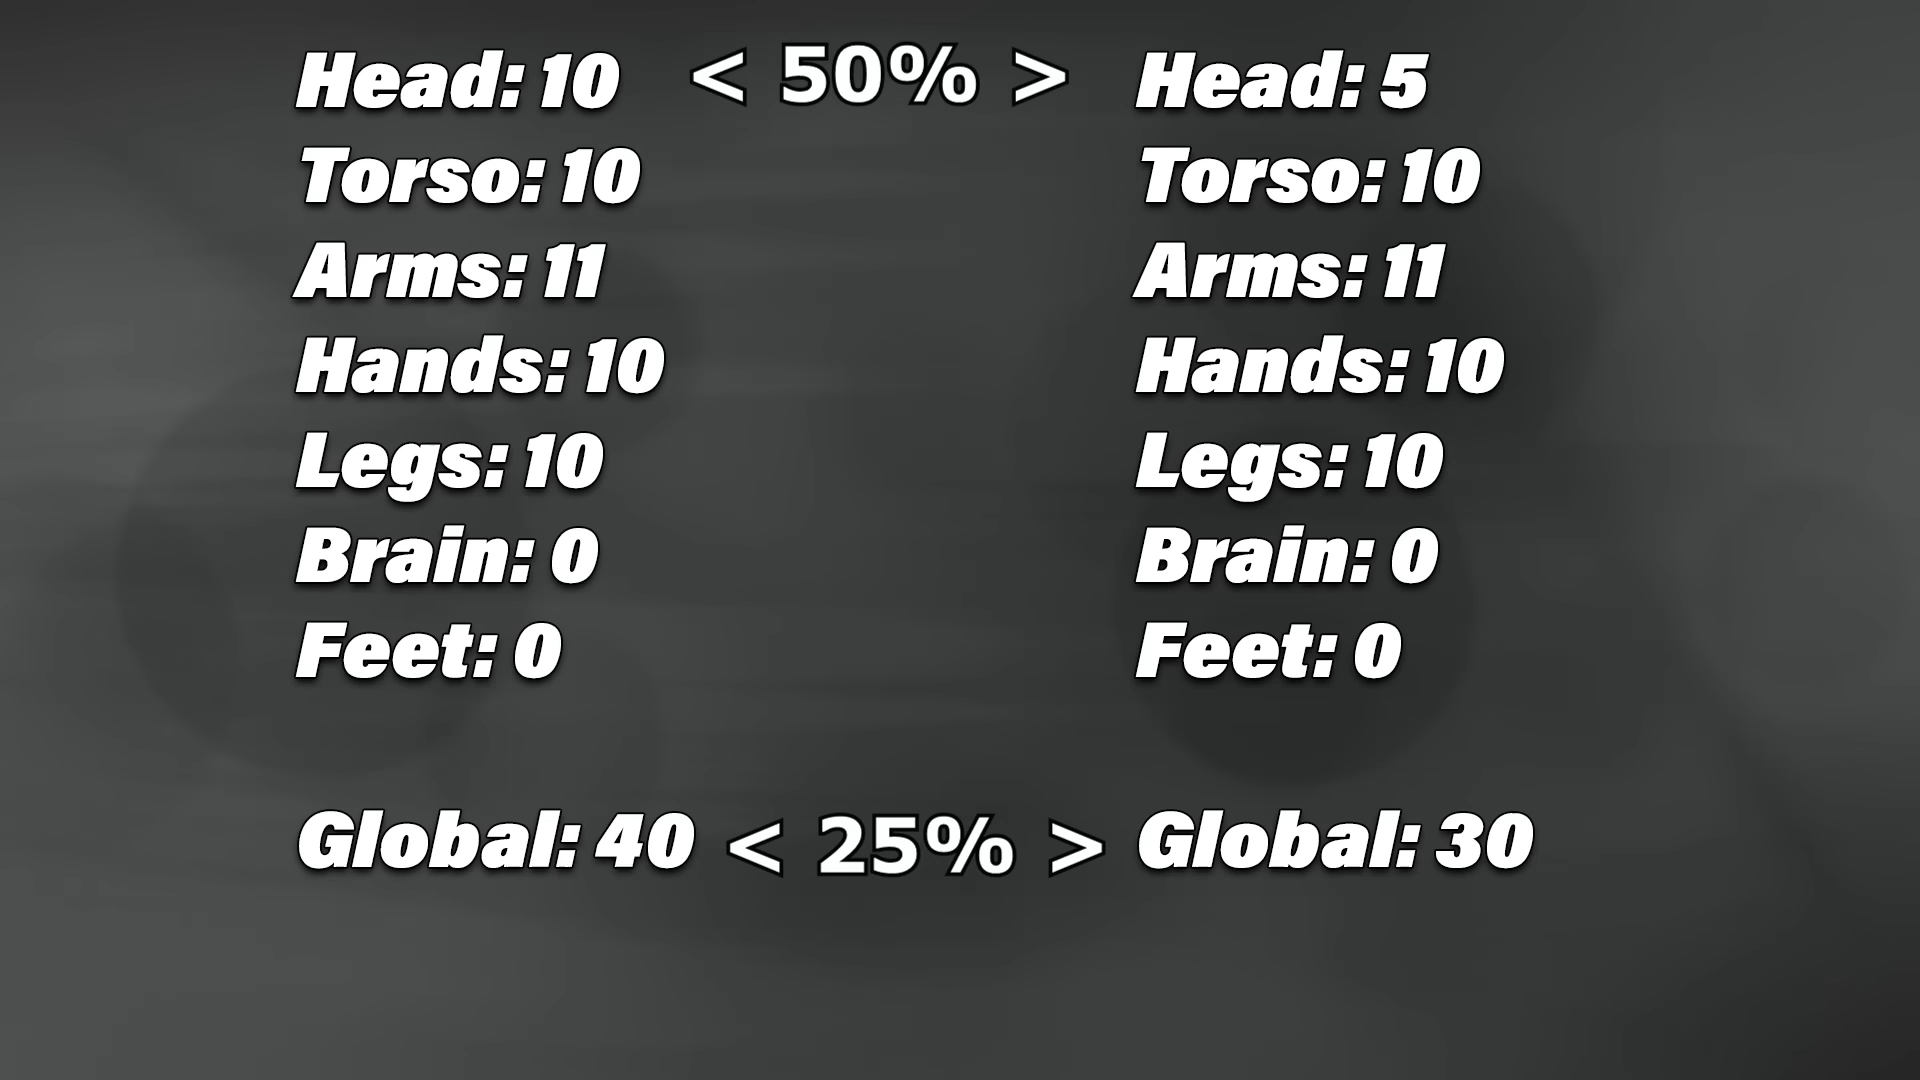 Head: 10 < 50% > Head: 5
Torso: 10 Torso: 10
Arms: 11 Arms: 11
Hands: 10 Hands: 10
Legs: 10 Legs: 10
Brain: 0 Brain: 0
Feet: 0 Feet: 0
Global: 40 < 25% > Global: 30